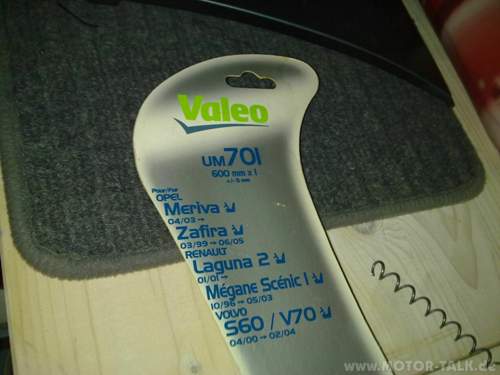 Valeo
UM701
600 mm x 1
+/- 5 mm
Pour/Für
OPEL
Meriva
04/03 →
Zafira
03/99 → 06/05
RENAULT
Laguna 2
01/01 →
Mégane Scénic 1
10/96 → 05/03
VOLVO
S60 / V70
04/00 → 02/04
www.MOTOR-TALK.de